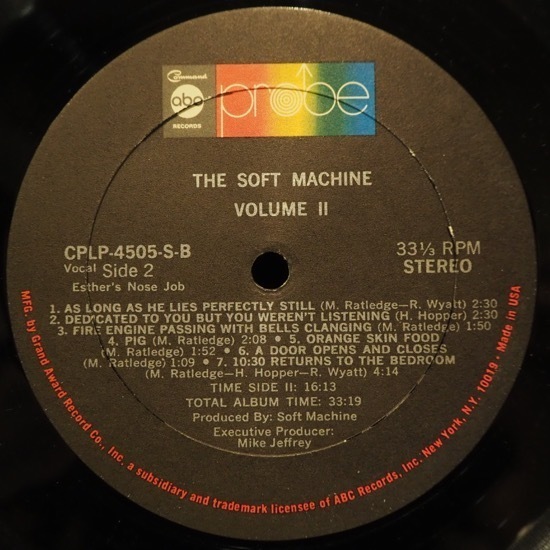 Command
abc
RECORDS
probe
THE SOFT MACHINE
VOLUME II
CPLP-4505-S-B
Vocal Side 2
Esther's Nose Job
33⅓ RPM
STEREO
1. AS LONG AS HE LIES PERFECTLY STILL (M. Ratledge—R. Wyatt) 2:30
2. DEDICATED TO YOU BUT YOU WEREN'T LISTENING (H. Hopper) 2:30
3. FIRE ENGINE PASSING WITH BELLS CLANGING (M. Ratledge) 1:50
4. PIG (M. Ratledge) 2:08 • 5. ORANGE SKIN FOOD
(M. Ratledge) 1:52 • 6. A DOOR OPENS AND CLOSES
(M. Ratledge) 1:09 • 7. 10:30 RETURNS TO THE BEDROOM
(M. Ratledge—H. Hopper—R. Wyatt) 4:14
TIME SIDE II: 16:13
TOTAL ALBUM TIME: 33:19
Produced By: Soft Machine
Executive Producer:
Mike Jeffrey
MFG. by Grand Award Record Co., Inc. a subsidiary and trademark licensee of ABC Records, Inc. New York, N.Y. 10019 • Made in USA